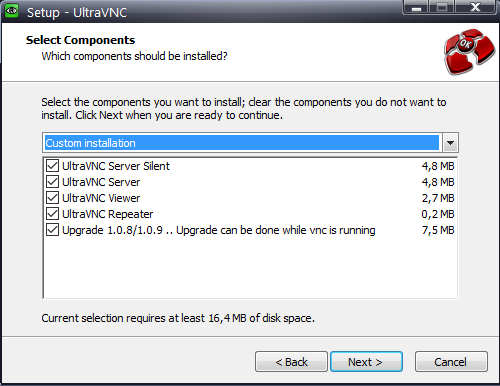 Setup - UltraVNC
Select Components
Which components should be installed?
OK
Select the components you want to install; clear the components you do not want to
install. Click Next when you are ready to continue.
Custom installation
UltraVNC Server Silent 4,8 MB
UltraVNC Server 4,8 MB
UltraVNC Viewer 2,7 MB
UltraVNC Repeater 0,2 MB
Upgrade 1.0.8/1.0.9 .. Upgrade can be done while vnc is running 7,5 MB
Current selection requires at least 16,4 MB of disk space.
< Back Next > Cancel